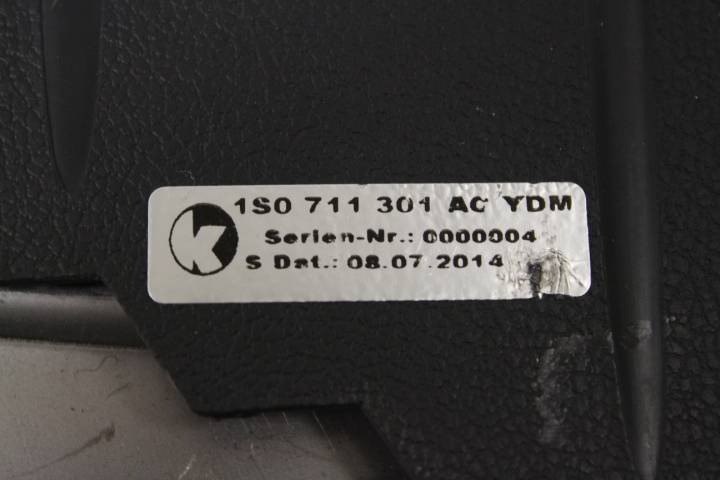 k
1S0 711 301 AC YDM
Serien-Nr.: 0000004
S Dat.: 08.07.2014